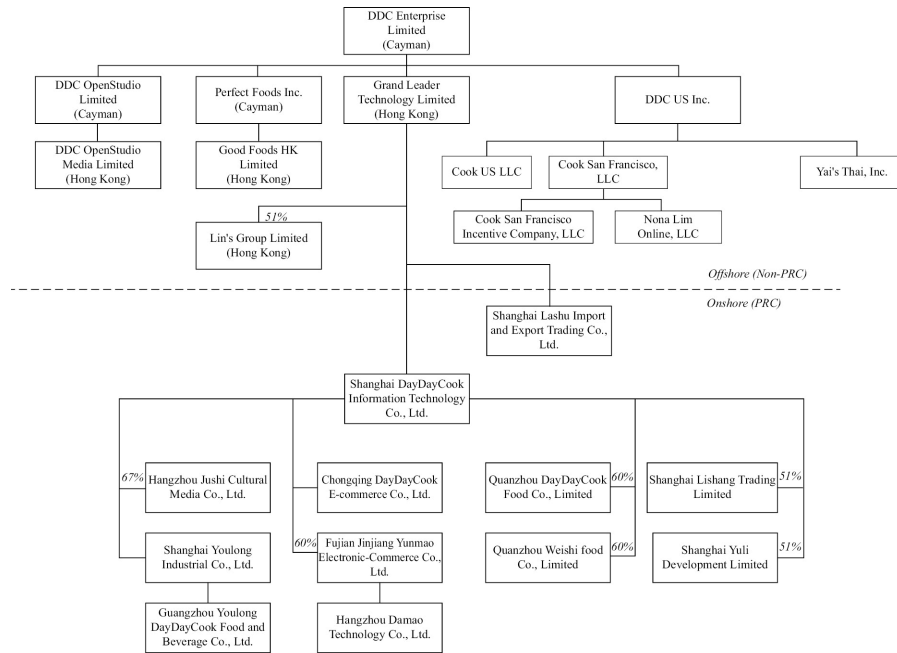 DDC Enterprise
Limited
(Cayman)
DDC OpenStudio
Limited
(Cayman)
Perfect Foods Inc.
(Cayman)
Grand Leader
Technology Limited
(Hong Kong)
DDC US Inc.
DDC OpenStudio
Media Limited
(Hong Kong)
Good Foods HK
Limited
(Hong Kong)
Cook US LLC
Cook San Francisco,
LLC
Yai's Thai, Inc.
51%
Lin's Group Limited
(Hong Kong)
Cook San Francisco
Incentive Company, LLC
Nona Lim
Online, LLC
Offshore (Non-PRC)
Onshore (PRC)
Shanghai Lashu Import
and Export Trading Co.,
Ltd.
Shanghai DayDayCook
Information Technology
Co., Ltd.
67%
Hangzhou Jushi Cultural
Media Co., Ltd.
Chongqing DayDayCook
E-commerce Co., Ltd.
Quanzhou DayDayCook
Food Co., Limited
60%
Shanghai Lishang Trading
Limited
51%
Shanghai Youlong
Industrial Co., Ltd.
60%
Fujian Jinjiang Yunmao
Electronic-Commerce Co.,
Ltd.
Quanzhou Weishi food
Co., Limited
60%
Shanghai Yuli
Development Limited
51%
Guangzhou Youlong
DayDayCook Food and
Beverage Co., Ltd.
Hangzhou Damao
Technology Co., Ltd.